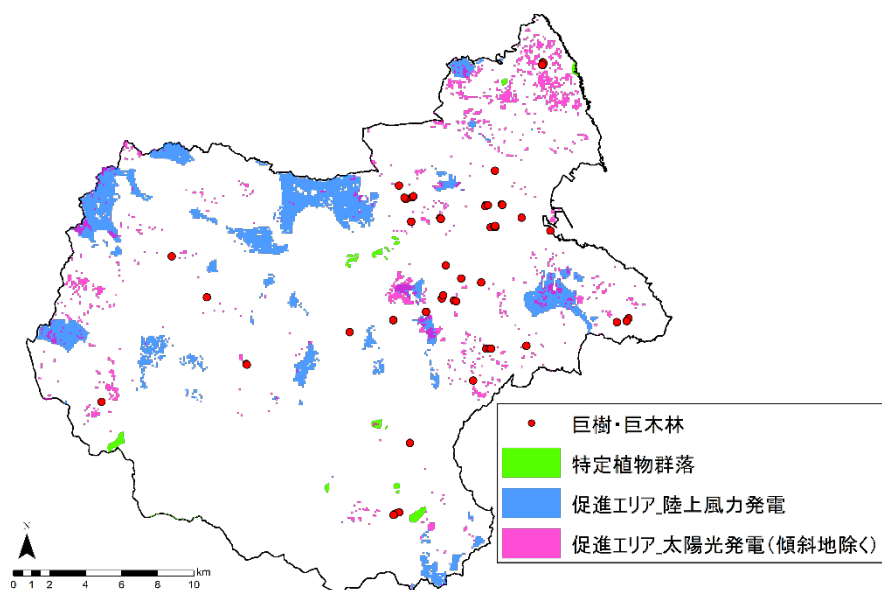 巨樹・巨木林
特定植物群落
促進エリア_陸上風力発電
促進エリア_太陽光発電(傾斜地除く)
N
km
0 1 2 4 6 8 10